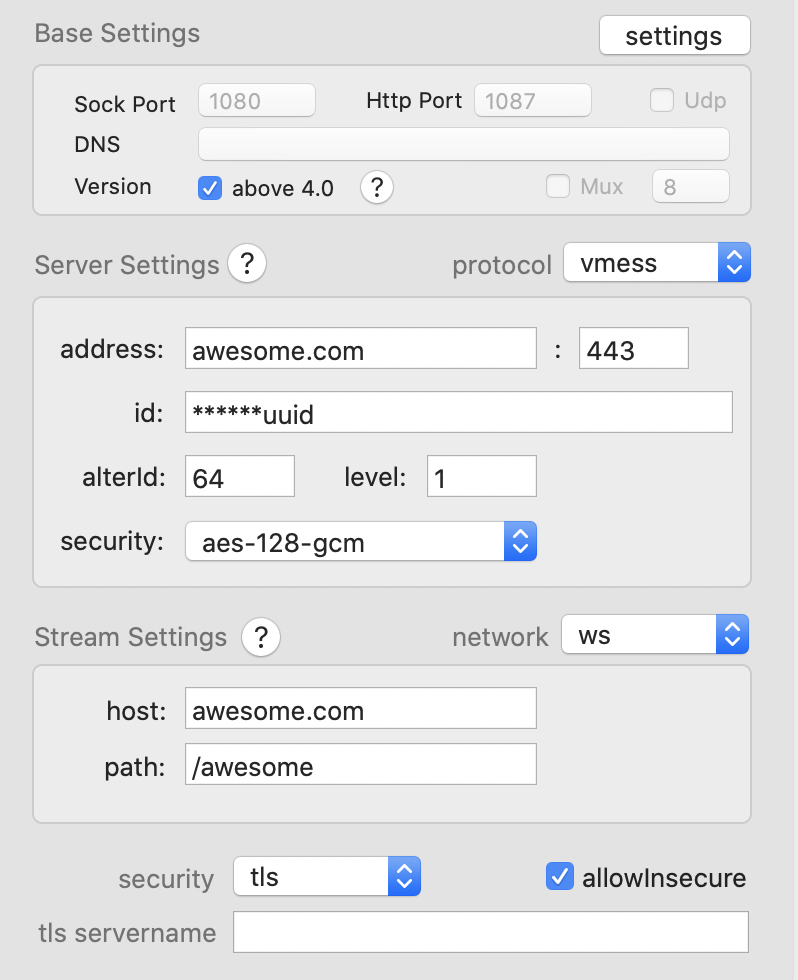 Base Settings settings
Sock Port 1080 Http Port 1087 Udp
DNS
Version above 4.0 ? Mux 8
Server Settings ? protocol vmess
address: awesome.com : 443
id: ******uuid
alterId: 64 level: 1
security: aes-128-gcm
Stream Settings ? network ws
host: awesome.com
path: /awesome
security tls allowInsecure
tls servername